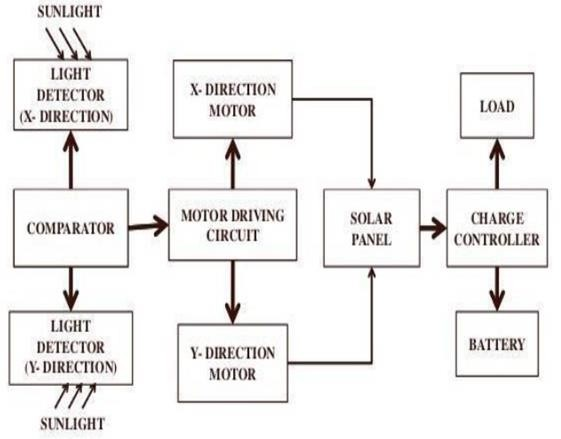 SUNLIGHT
LIGHT
DETECTOR
(X- DIRECTION)
X- DIRECTION
MOTOR
LOAD
COMPARATOR
MOTOR DRIVING
CIRCUIT
SOLAR
PANEL
CHARGE
CONTROLLER
LIGHT
DETECTOR
(Y- DIRECTION)
Y- DIRECTION
MOTOR
BATTERY
SUNLIGHT